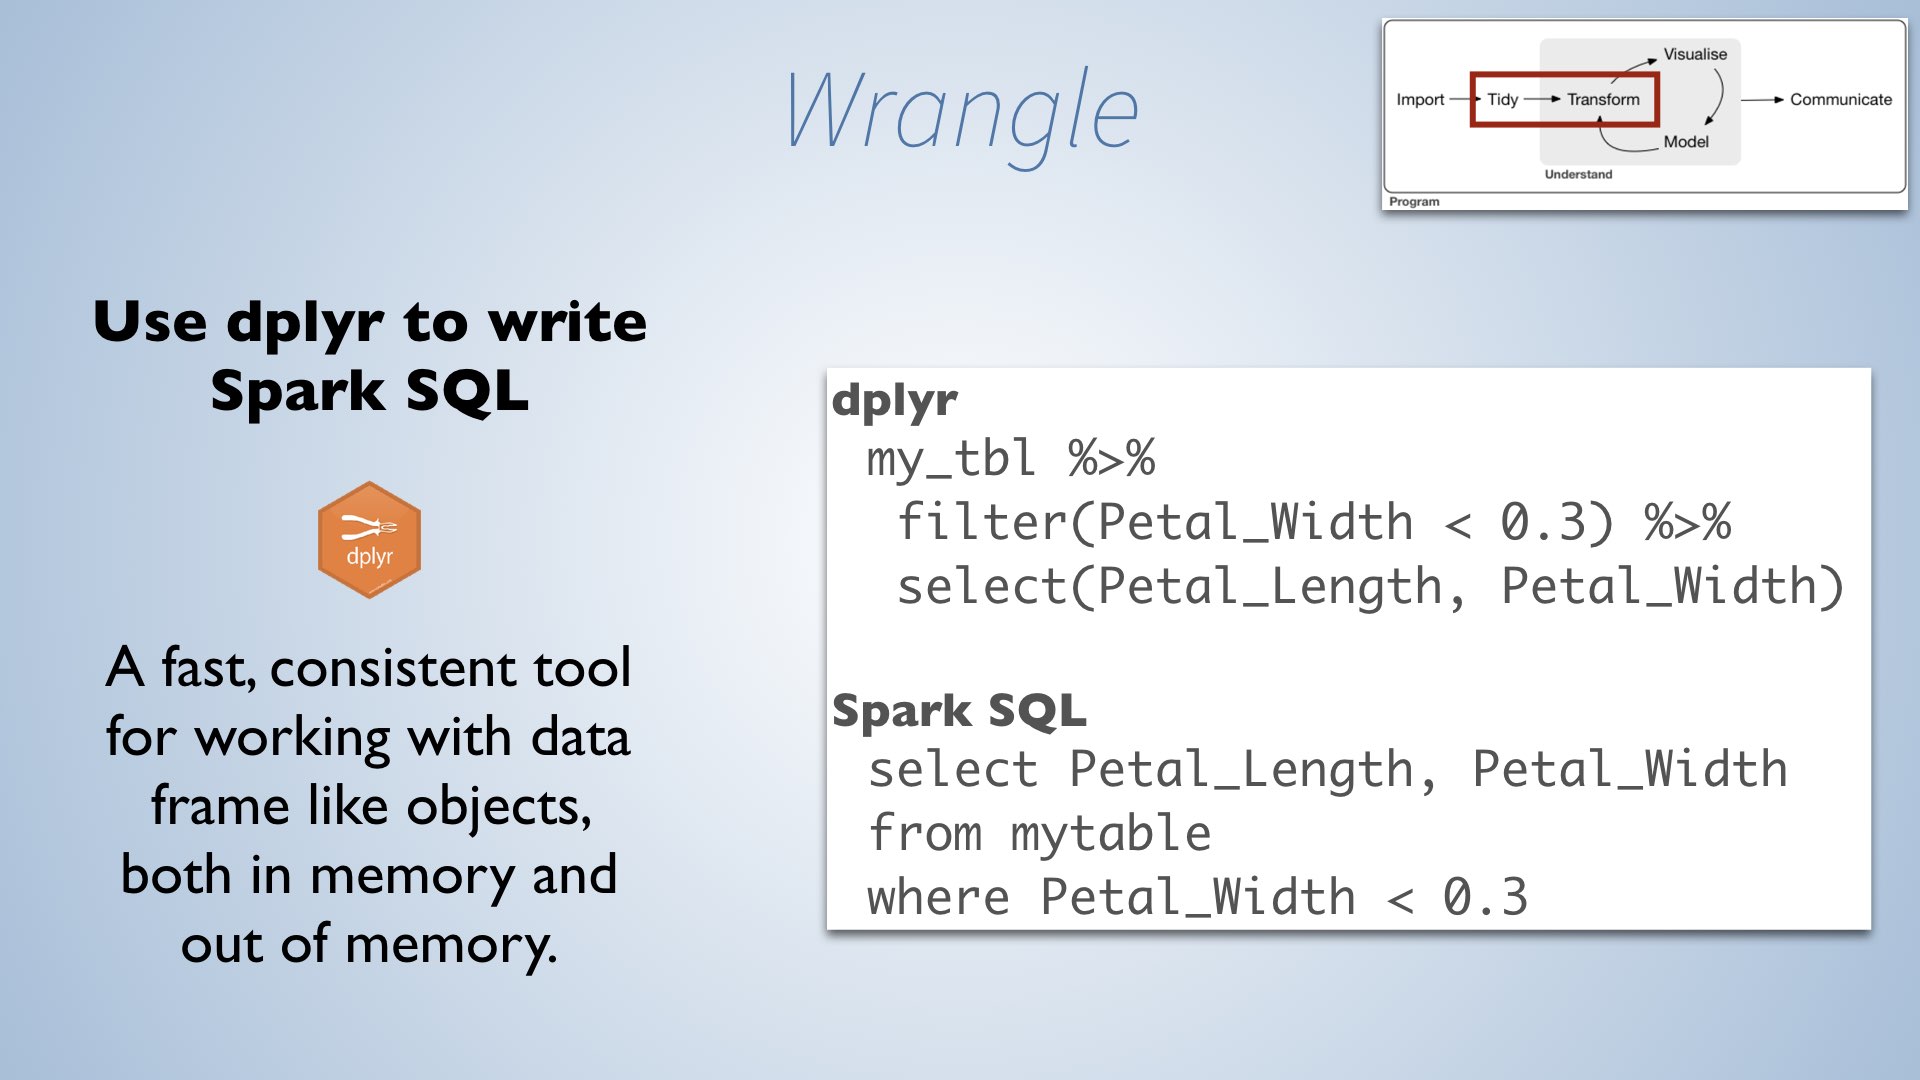 Wrangle
Import
Tidy
Transform
Visualise
Model
Communicate
Understand
Program
Use dplyr to write
Spark SQL
dplyr
A fast, consistent tool
for working with data
frame like objects,
both in memory and
out of memory.
dplyr
my_tbl %>%
filter(Petal_Width < 0.3) %>%
select(Petal_Length, Petal_Width)
Spark SQL
select Petal_Length, Petal_Width
from mytable
where Petal_Width < 0.3